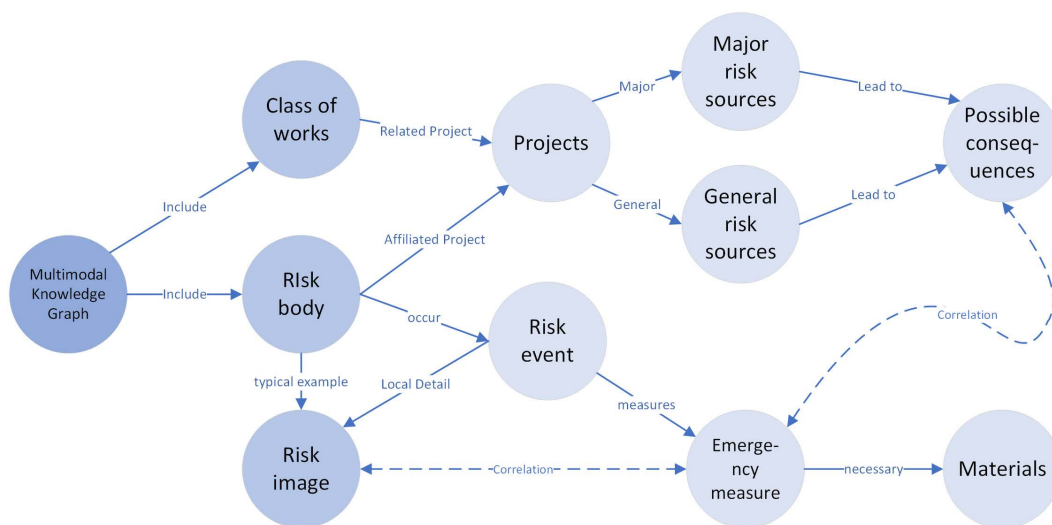 Major
risk
sources
Class of
works
Major
Lead to
Related Project
Projects
Possible
conseq-
uences
Include
General
General
risk
sources
Lead to
Affiliated Project
Multimodal
Knowledge
Graph
Include
RIsk
body
occur
Risk
event
Correlation
typical example
Local Detail
measures
Risk
image
Correlation
Emerge-
ncy
measure
necessary
Materials